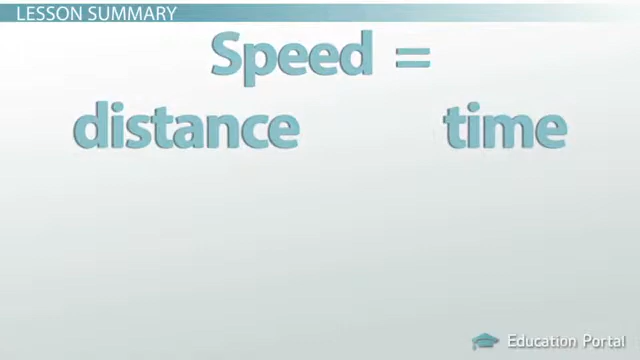 LESSON SUMMARY
Speed =
distance time
Education Portal